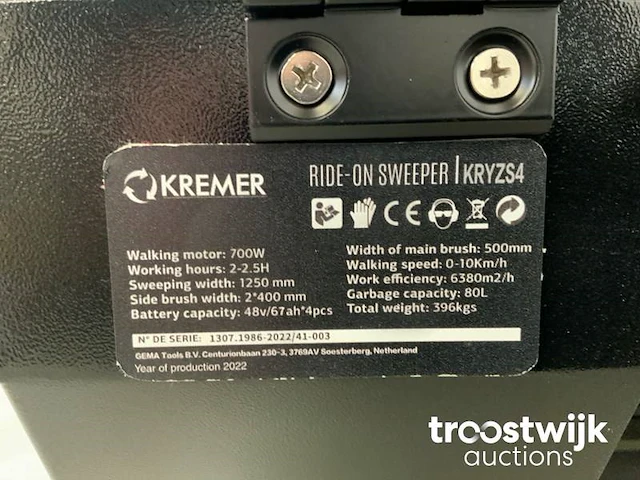 KREMER
RIDE-ON SWEEPER | KRYZS4
CE
Walking motor: 700W
Working hours: 2-2.5H
Sweeping width: 1250 mm
Side brush width: 2*400 mm
Battery capacity: 48v/67ah*4pcs
Width of main brush: 500mm
Walking speed: 0-10Km/h
Work efficiency: 6380m2/h
Garbage capacity: 80L
Total weight: 396kgs
N° DE SERIE: 1307.1986-2022/41-003
GEMA Tools B.V. Centurionbaan 230-3, 3769AV Soesterberg, Netherland
Year of production 2022
troostwijk
auctions